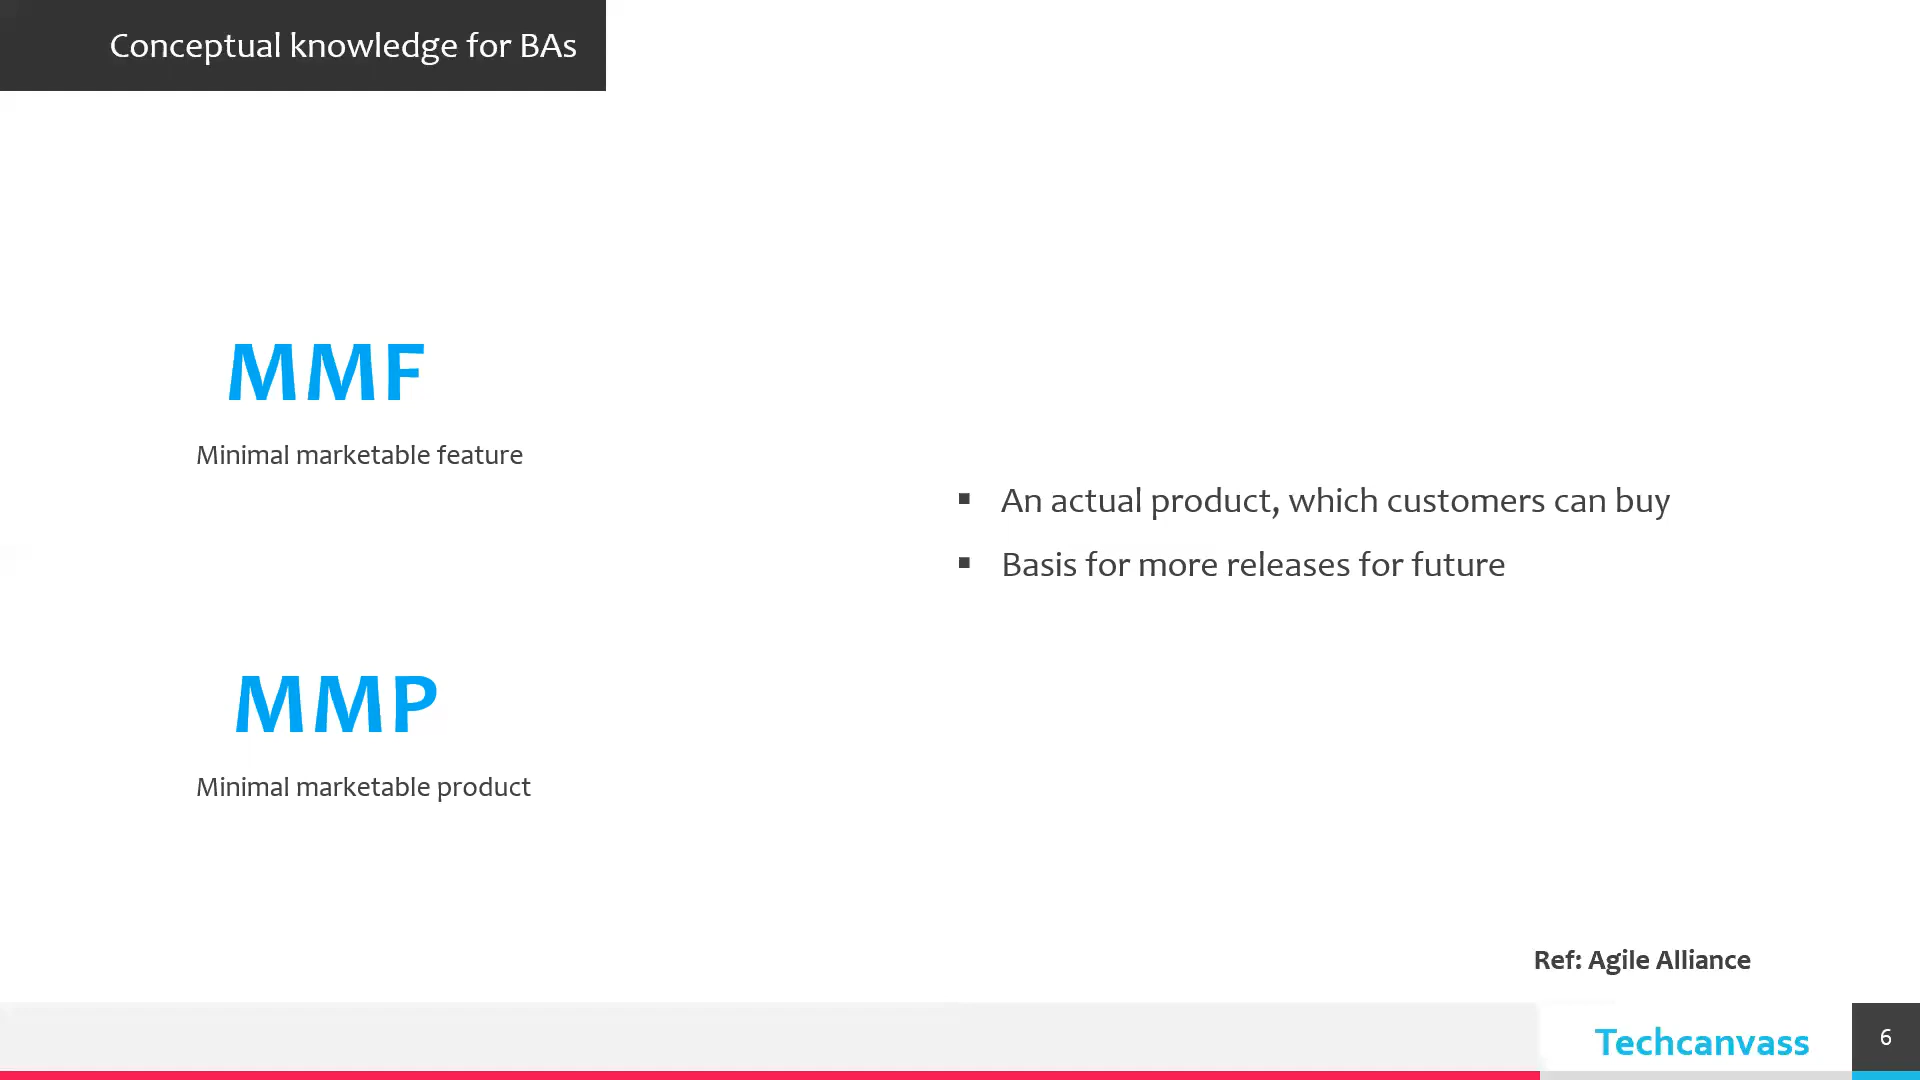 Conceptual knowledge for BAs
MMF
Minimal marketable feature
▪ An actual product, which customers can buy
▪ Basis for more releases for future
MMP
Minimal marketable product
Ref: Agile Alliance
Techcanvass
6